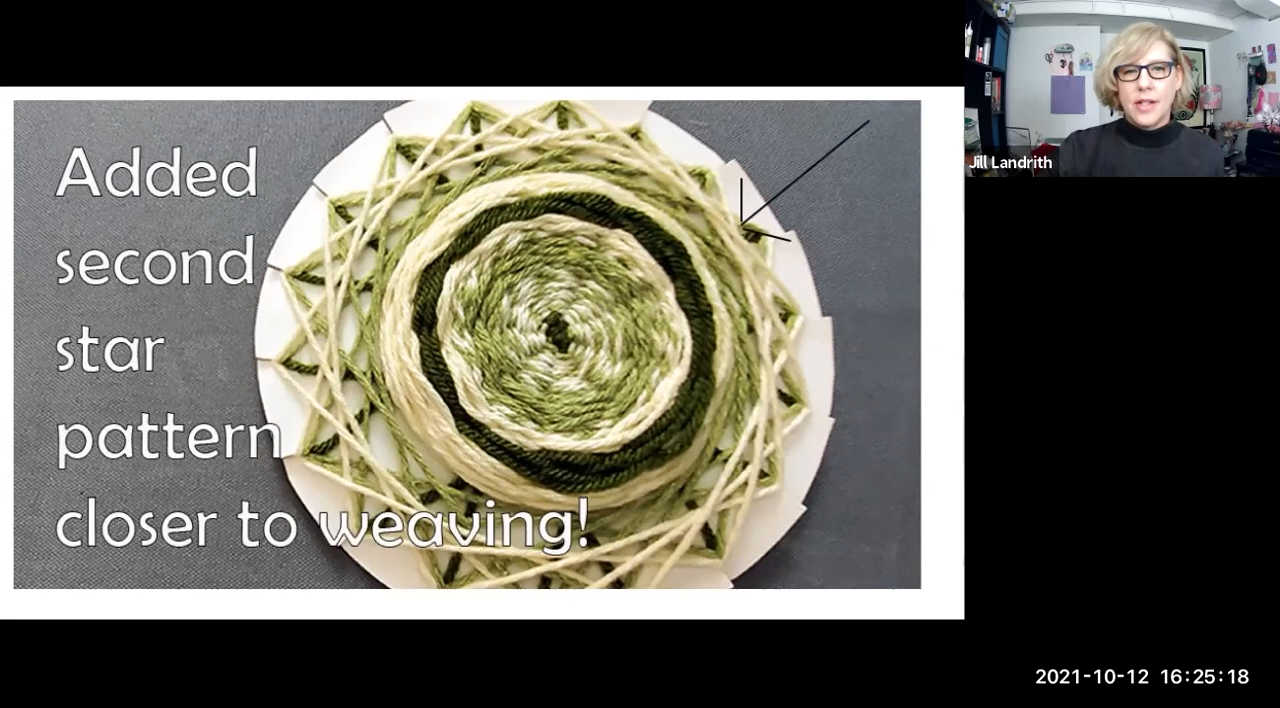 Added
second
star
pattern
closer to weaving!
Jill Landrith
2021-10-12 16:25:18